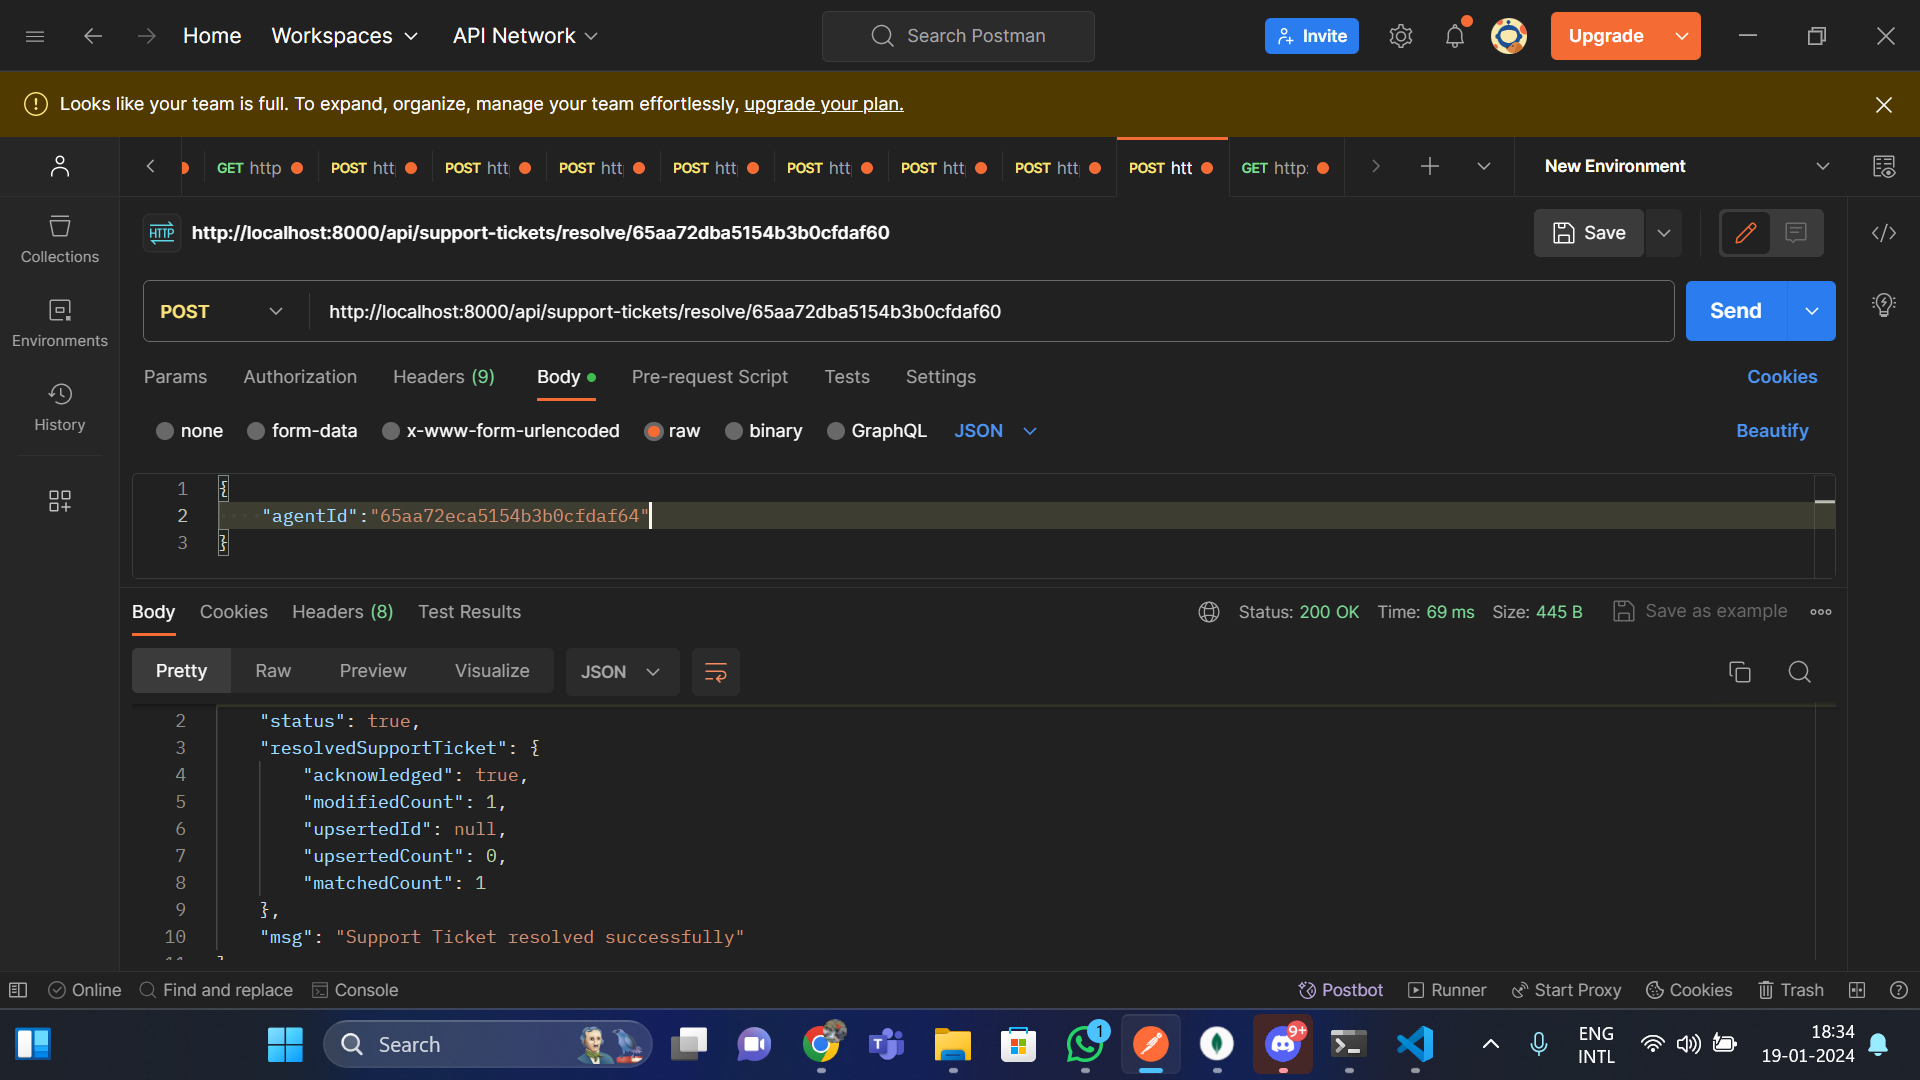 Home Workspaces API Network Search Postman Invite Upgrade
Looks like your team is full. To expand, organize, manage your team effortlessly, upgrade your plan.
GET http POST htt POST htt POST htt POST htt POST htt POST htt POST htt POST htt GET http: New Environment
HTTP http://localhost:8000/api/support-tickets/resolve/65aa72dba5154b3b0cfdaf60 Save
Collections
POST http://localhost:8000/api/support-tickets/resolve/65aa72dba5154b3b0cfdaf60 Send
Environments
Params Authorization Headers (9) Body Pre-request Script Tests Settings Cookies
History
none form-data x-www-form-urlencoded raw binary GraphQL JSON Beautify
1 {
2 "agentId":"65aa72eca5154b3b0cfdaf64"
3 }
Body Cookies Headers (8) Test Results Status: 200 OK Time: 69 ms Size: 445 B Save as example
Pretty Raw Preview Visualize JSON
2 "status": true,
3 "resolvedSupportTicket": {
4 "acknowledged": true,
5 "modifiedCount": 1,
6 "upsertedId": null,
7 "upsertedCount": 0,
8 "matchedCount": 1
9 },
10 "msg": "Support Ticket resolved successfully"
Online Find and replace Console Postbot Runner Start Proxy Cookies Trash
Search 1 9+ ENG 18:34
INTL 19-01-2024